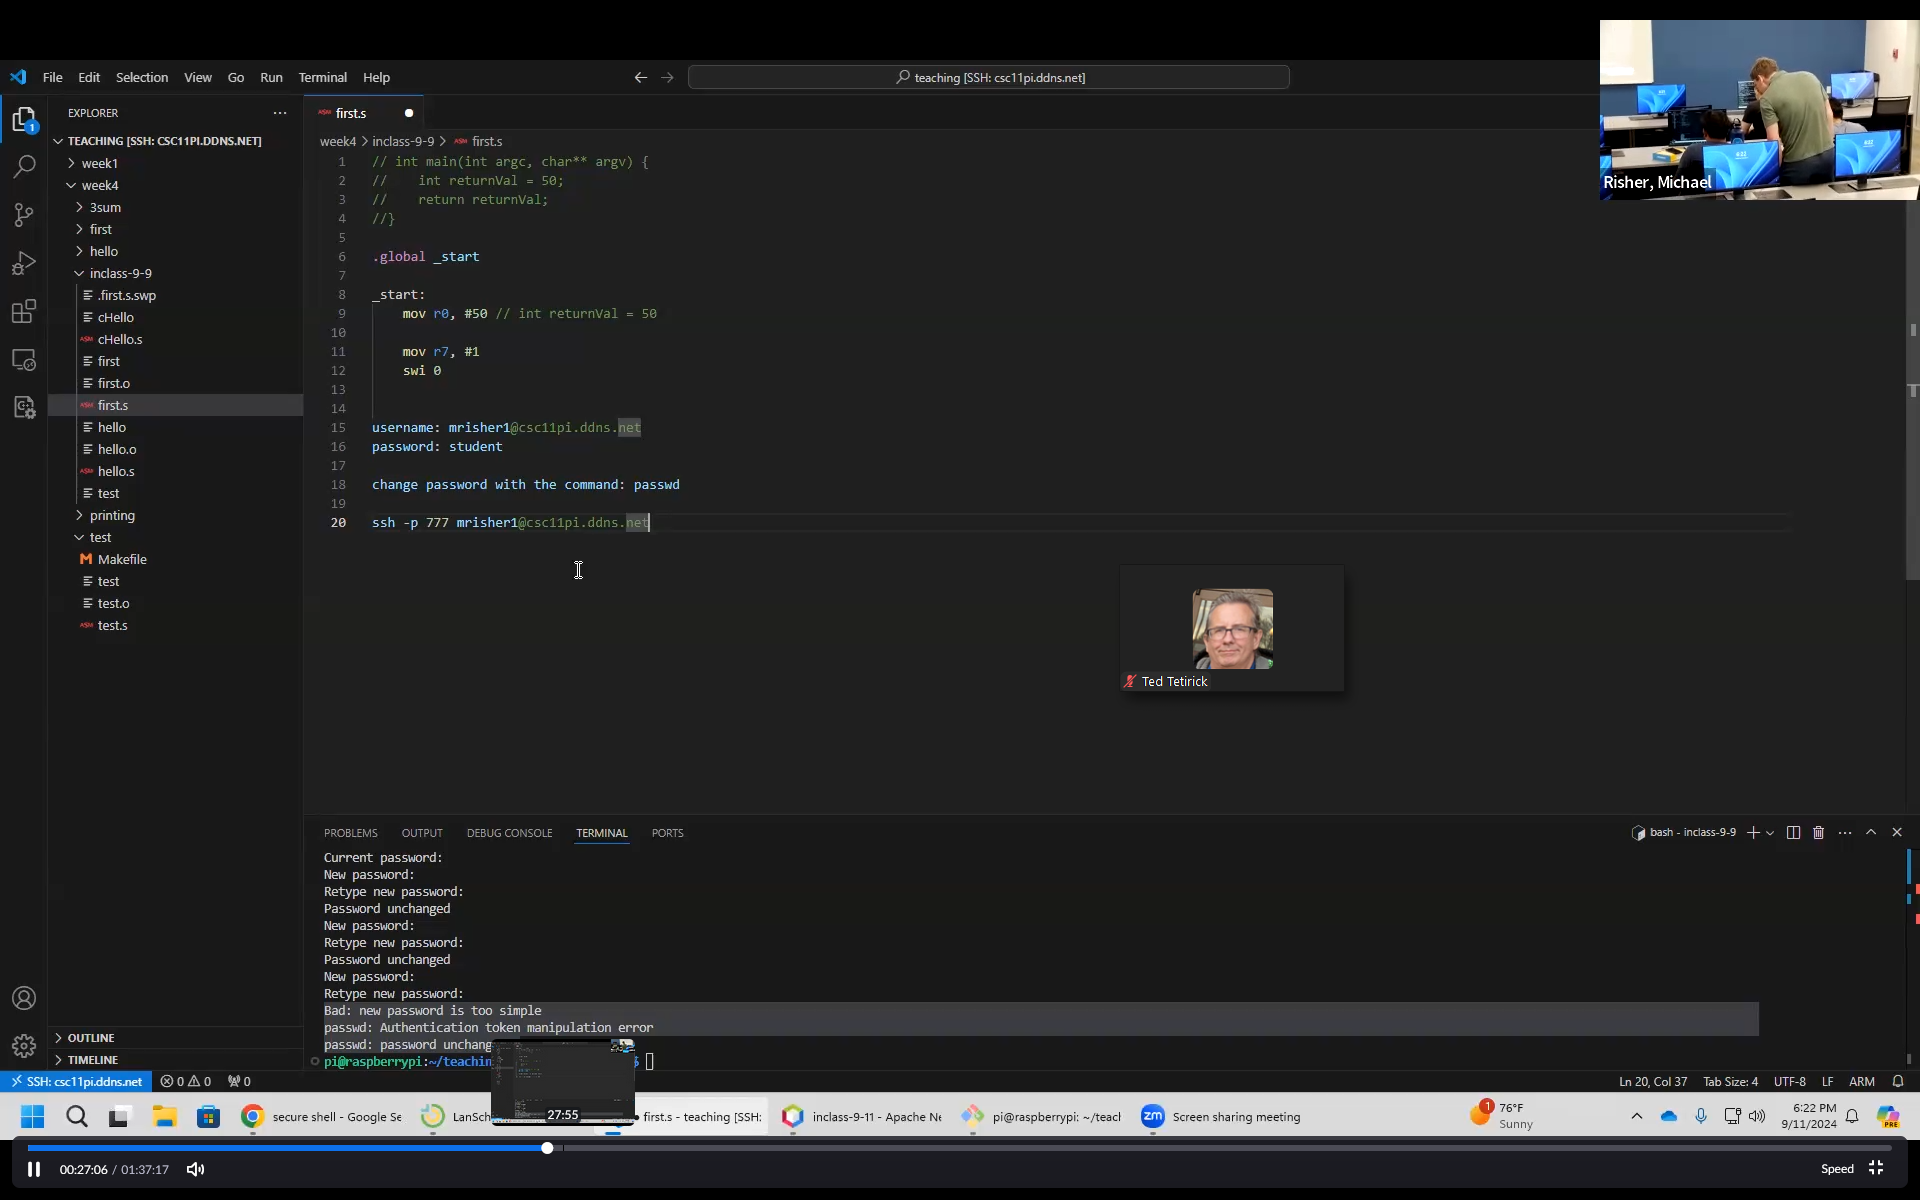 File Edit Selection View Go Run Terminal Help
teaching [SSH: csc11pi.ddns.net]
Risher, Michael
EXPLORER
TEACHING [SSH: CSC11PI.DDNS.NET]
week1
week4
3sum
first
hello
inclass-9-9
.first.s.swp
cHello
cHello.s
first
first.o
first.s
hello
hello.o
hello.s
test
printing
test
Makefile
test
test.o
test.s
OUTLINE
TIMELINE
first.s
week4 > inclass-9-9 > first.s
1 // int main(int argc, char** argv) {
2 //    int returnVal = 50;
3 //    return returnVal;
4 //}
5
6 .global _start
7
8 _start:
9     mov r0, #50 // int returnVal = 50
10
11     mov r7, #1
12     swi 0
13
14
15 username: mrisher1@csc11pi.ddns.net
16 password: student
17
18 change password with the command: passwd
19
20 ssh -p 777 mrisher1@csc11pi.ddns.net
Ted Tetirick
PROBLEMS OUTPUT DEBUG CONSOLE TERMINAL PORTS
bash - inclass-9-9
Current password:
New password:
Retype new password:
Password unchanged
New password:
Retype new password:
Password unchanged
New password:
Retype new password:
Bad: new password is too simple
passwd: Authentication token manipulation error
passwd: password unchang
pi@raspberrypi:~/teachin $
27:55
SSH: csc11pi.ddns.net 0 0 0
Ln 20, Col 37 Tab Size: 4 UTF-8 LF ARM
secure shell - Google Se
LanSch
first.s - teaching [SSH:
inclass-9-11 - Apache Ne
pi@raspberrypi: ~/teacl
zm Screen sharing meeting
1 76°F
Sunny
6:22 PM
9/11/2024
PRE
00:27:06 / 01:37:17
Speed